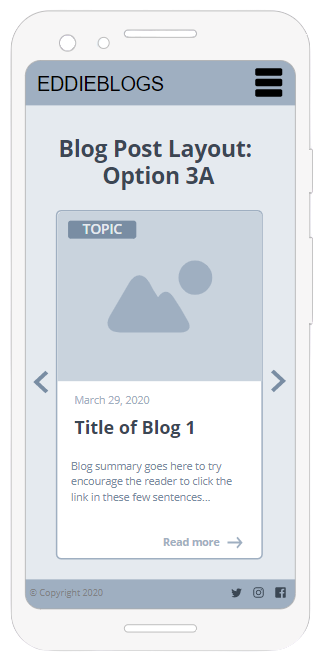 EDDIEBLOGS
Blog Post Layout:
Option 3A
TOPIC
March 29, 2020
Title of Blog 1
Blog summary goes here to try
encourage the reader to click the
link in these few sentences...
Read more
© Copyright 2020